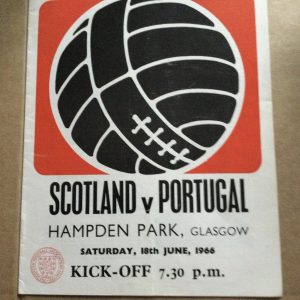 SCOTLAND v PORTUGAL
HAMPDEN PARK, GLASGOW
SATURDAY, 18th JUNE, 1966
KICK-OFF 7.30 p.m.